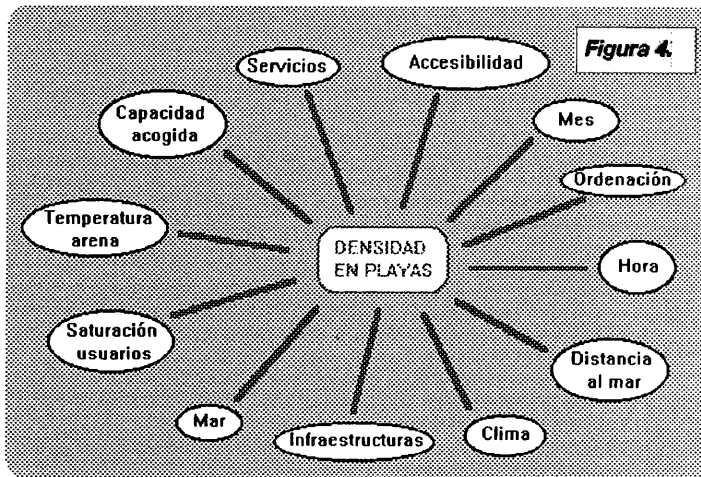 Figura 4.
Servicios
Accesibilidad
Capacidad
acogida
Mes
Ordenación
Temperatura
arena
DENSIDAD
EN PLAYAS
Hora
Saturación
usuarios
Distancia
al mar
Mar
Infraestructuras
Clima